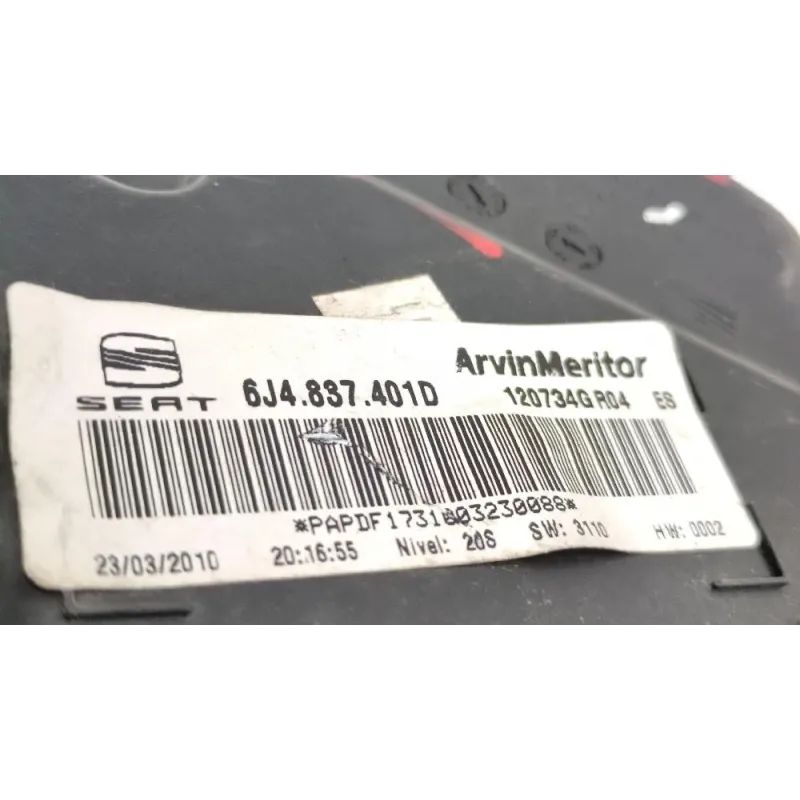 ArvinMeritor
SEAT 6J4.837.401D 120734G R04 ES
*PAPDF1731003230088*
23/03/2010 20:16:55 Nivel: 20S SW: 3110 HW: 0002